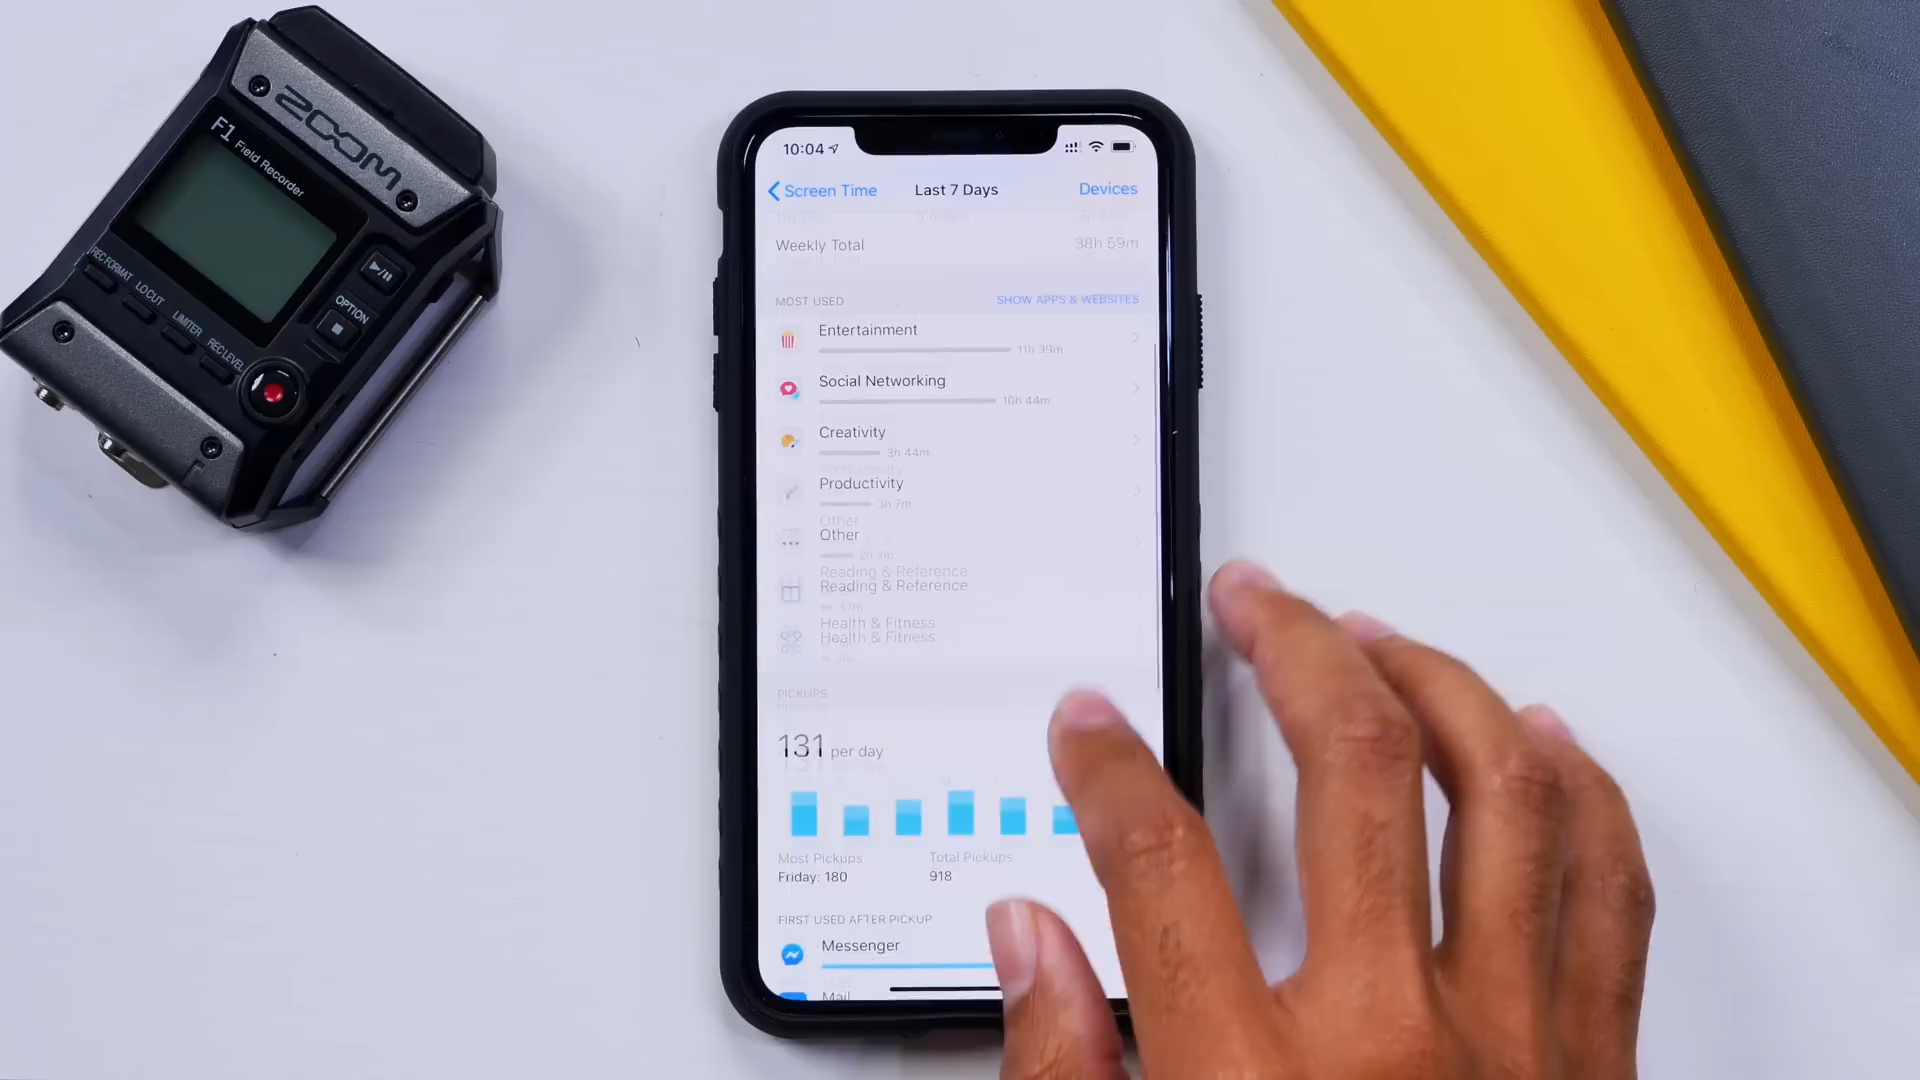 ZOOM
F1 Field Recorder
REC FORMAT
LO CUT
LIMITER
REC LEVEL
OPTION
10:04
Screen Time
Last 7 Days
Devices
Weekly Total
38h 59m
MOST USED
SHOW APPS & WEBSITES
Entertainment
11h 39m
Social Networking
10h 44m
Creativity
3h 44m
Productivity
3h 7m
Other
Reading & Reference
47m
Health & Fitness
PICKUPS
131 per day
Most Pickups
Total Pickups
Friday: 180
918
FIRST USED AFTER PICKUP
Messenger
Mail